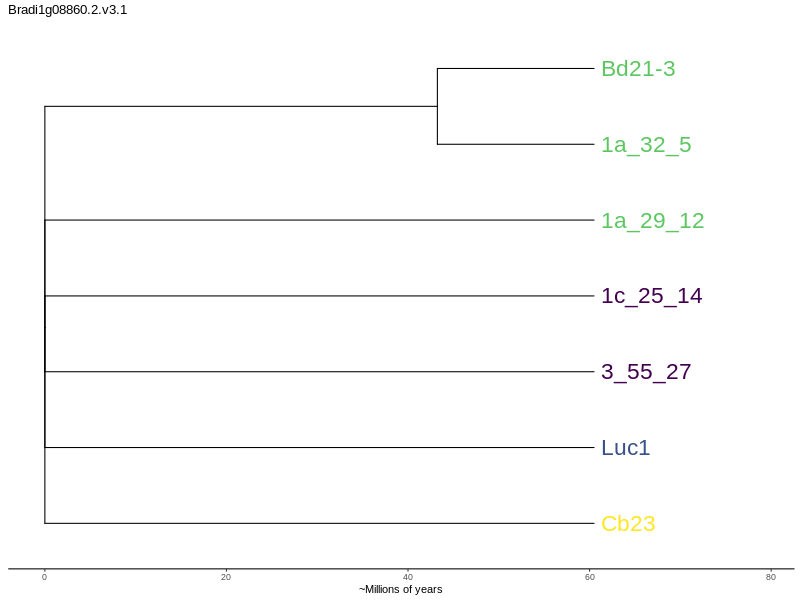 Bradi1g08860.2.v3.1
Bd21-3
1a_32_5
1a_29_12
1c_25_14
3_55_27
Luc1
Cb23
0 20 40 60 80
~Millions of years